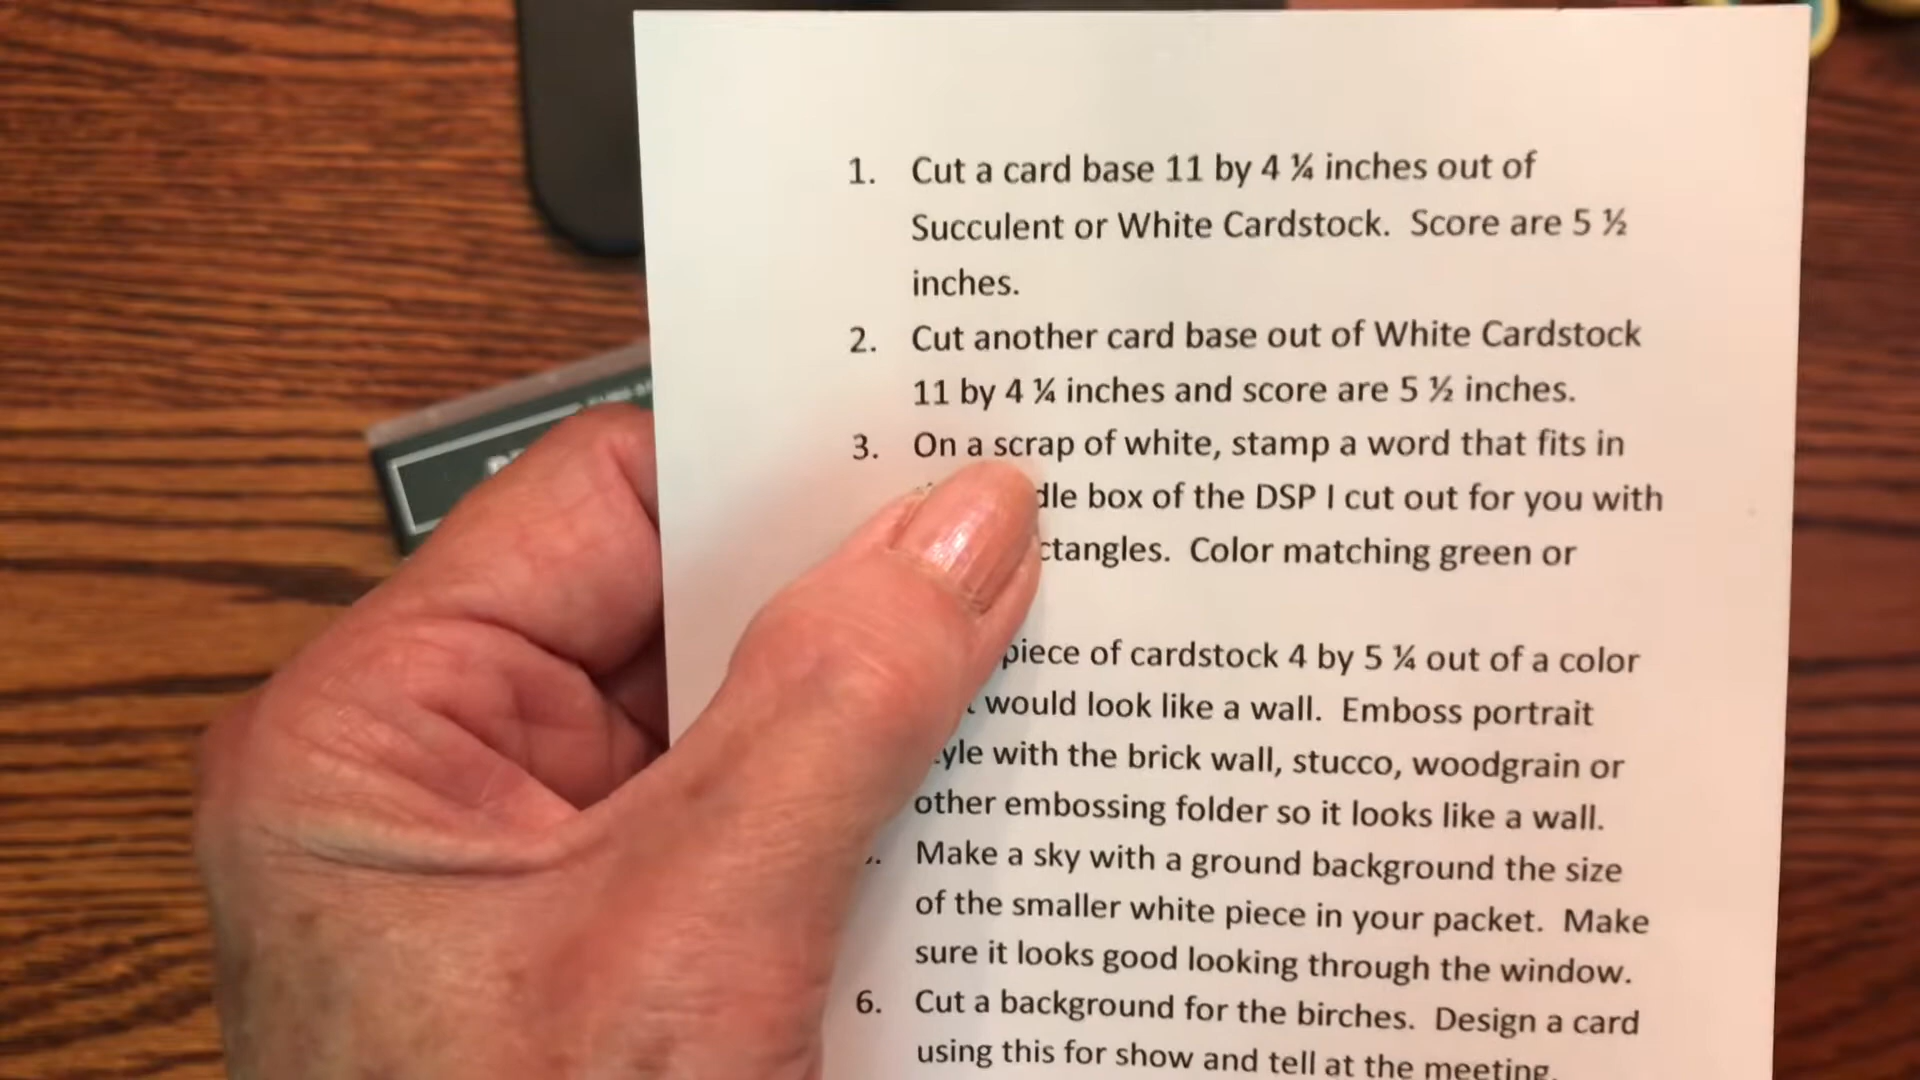 1. Cut a card base 11 by 4 ¼ inches out of
Succulent or White Cardstock. Score are 5 ½
inches.
2. Cut another card base out of White Cardstock
11 by 4 ¼ inches and score are 5 ½ inches.
3. On a scrap of white, stamp a word that fits in
box of the DSP I cut out for you with
Color matching green or
piece of cardstock 4 by 5 ¼ out of a color
would look like a wall. Emboss portrait
with the brick wall, stucco, woodgrain or
other embossing folder so it looks like a wall.
Make a sky with a ground background the size
of the smaller white piece in your packet. Make
sure it looks good looking through the window.
6. Cut a background for the birches. Design a card
using this for show and tell at the meeting.